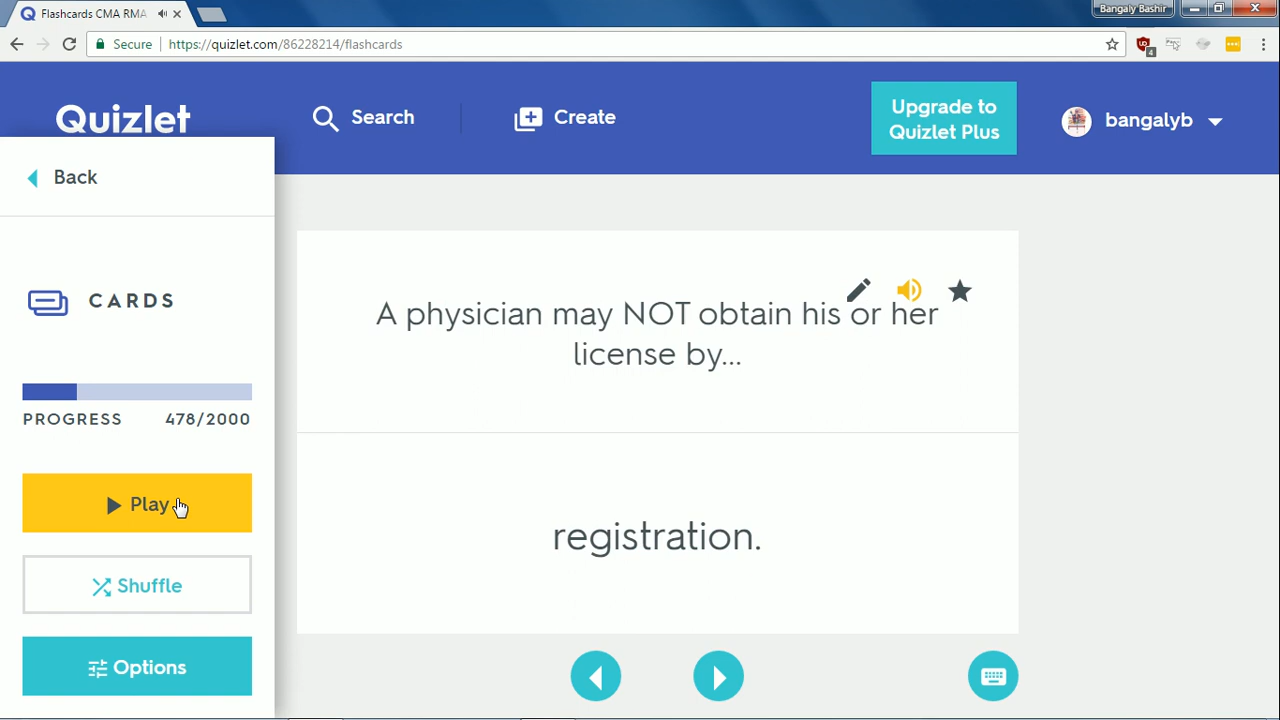 Flashcards CMA RMA
Bangaly Bashir
Secure
https://quizlet.com/86228214/flashcards
4
Quizlet
Search
Create
Upgrade to
Quizlet Plus
bangalyb
Back
CARDS
PROGRESS 478/2000
Play
Shuffle
Options
A physician may NOT obtain his or her
license by...
registration.